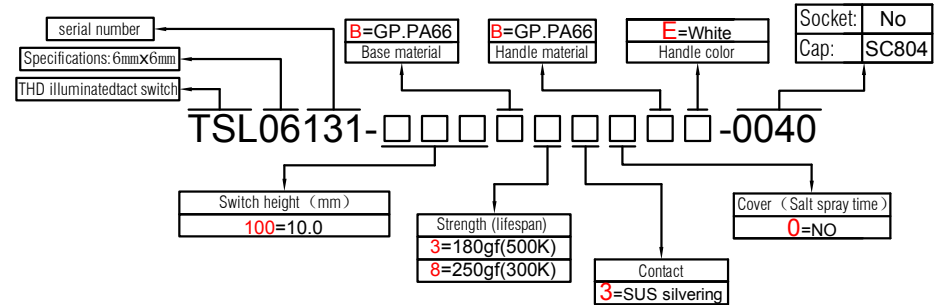 serial number
Specifications:6mmX6mm
THD illuminatedtact switch
B=GP.PA66
Base material
B=GP.PA66
Handle material
E=White
Handle color
Socket: No
Cap: SC804
TSL06131-□□□□□□□□□-0040
Switch height（mm）
100=10.0
Strength (lifespan)
3=180gf(500K)
8=250gf(300K)
Contact
3=SUS silvering
Cover（Salt spray time）
0=NO